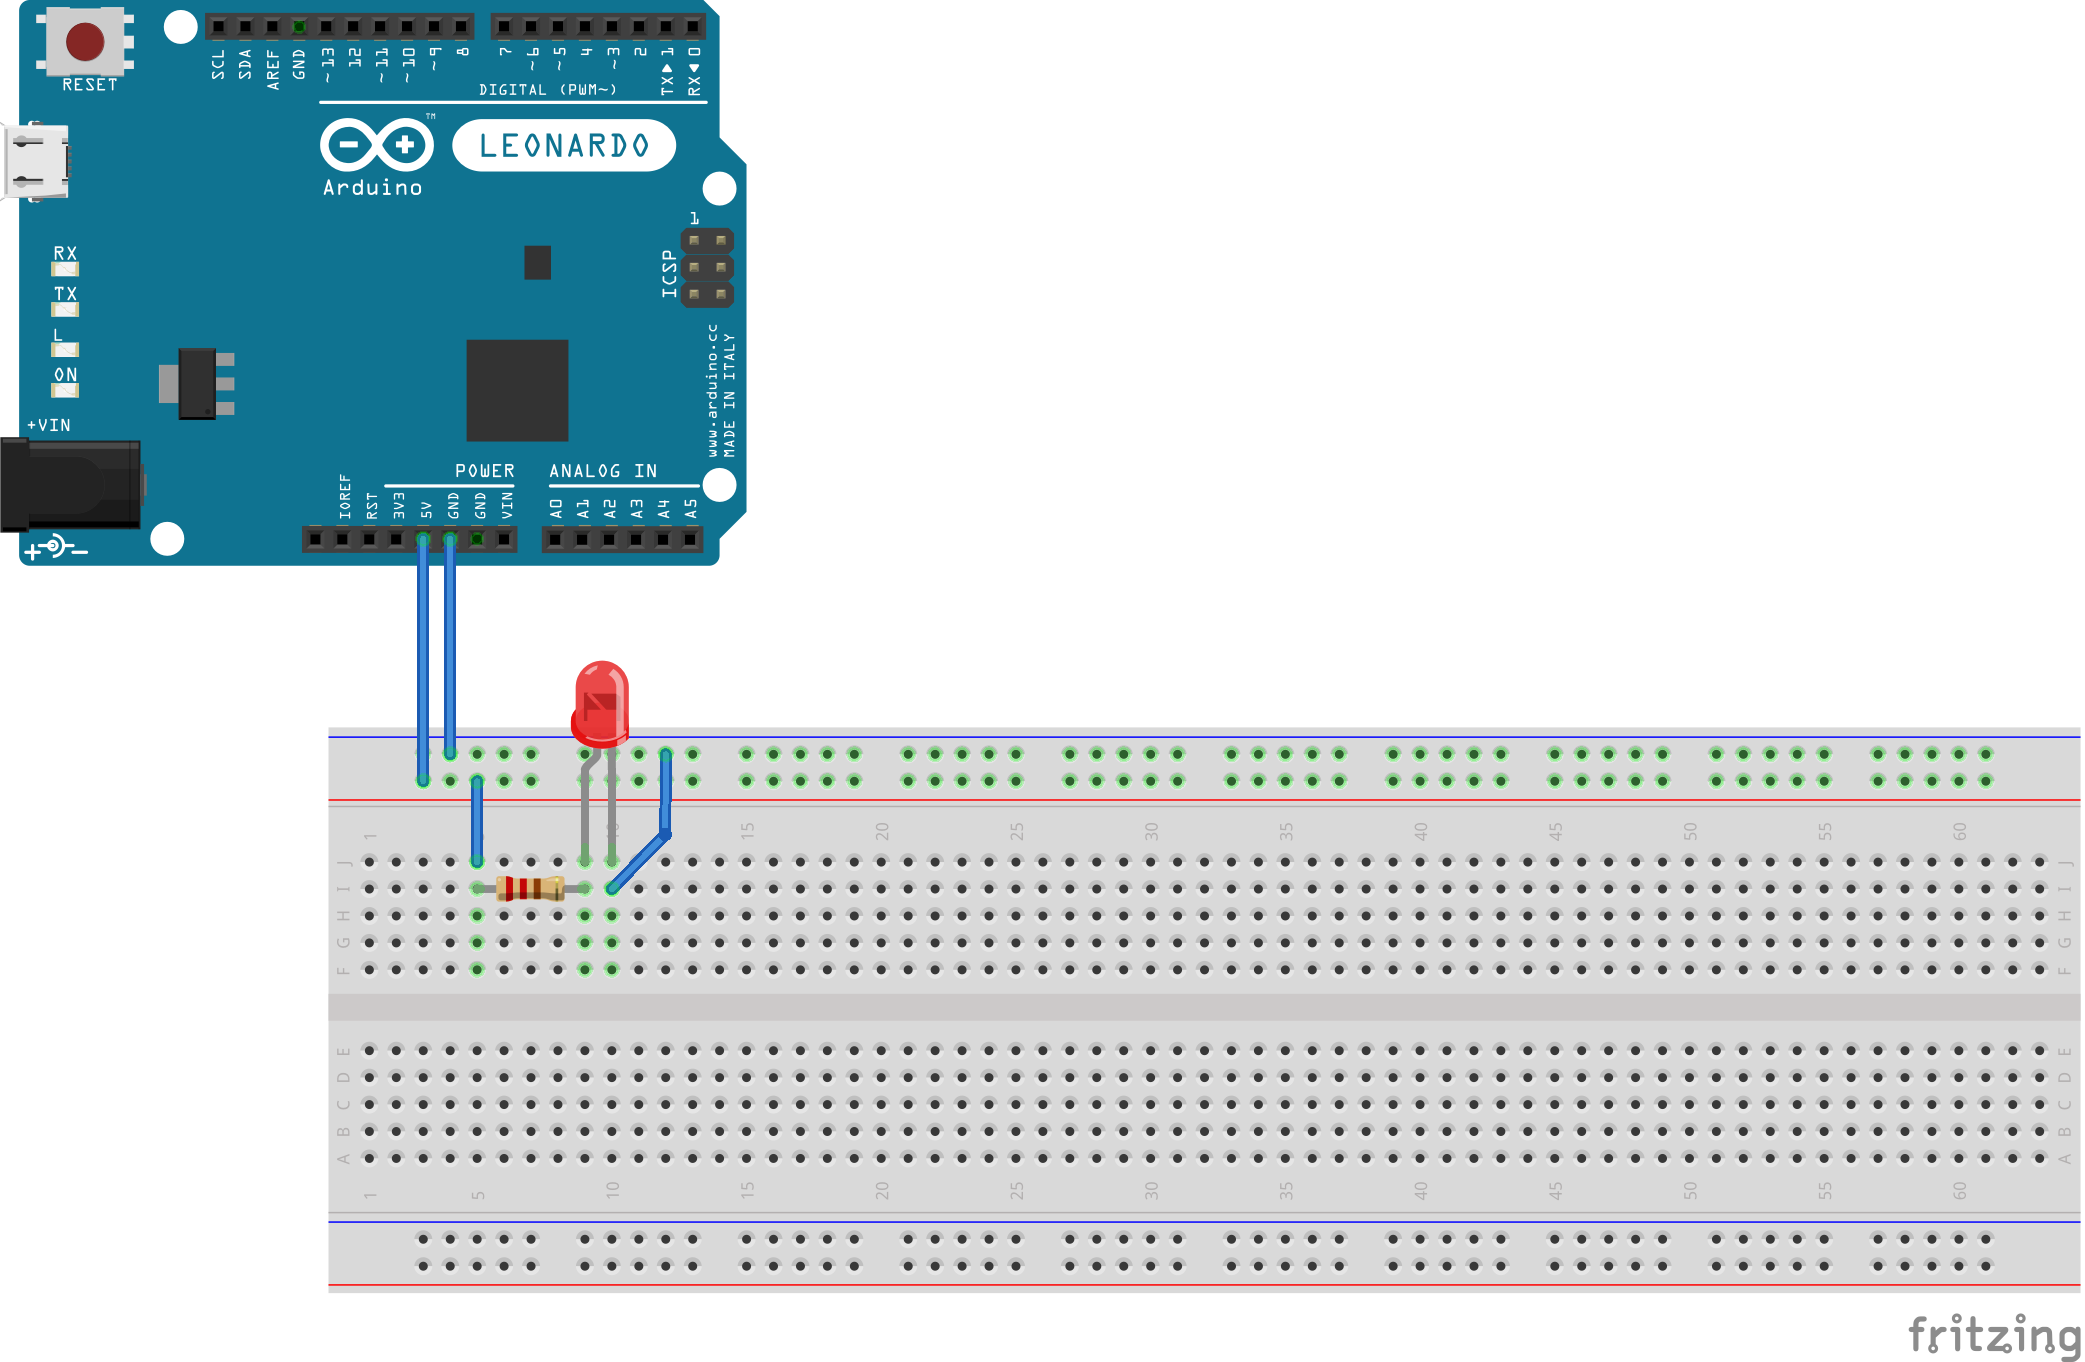 RESET
SCL SDA AREF GND ~13 12 ~11 ~10 ~9 8 7 ~6 ~5 4 ~3 2 TX▶1 RX◀0
DIGITAL (PWM~)
TM
LEONARDO
Arduino
1
ICSP
RX
TX
L
ON
+VIN
www.arduino.cc
MADE IN ITALY
POWER
ANALOG IN
IOREF RST 3V3 5V GND GND VIN A0 A1 A2 A3 A4 A5
+ -
1 10 15 20 25 30 35 40 45 50 55 60
J J
I I
H H
G G
F F
E E
D D
C C
B B
A A
1 5 10 15 20 25 30 35 40 45 50 55 60
fritzing